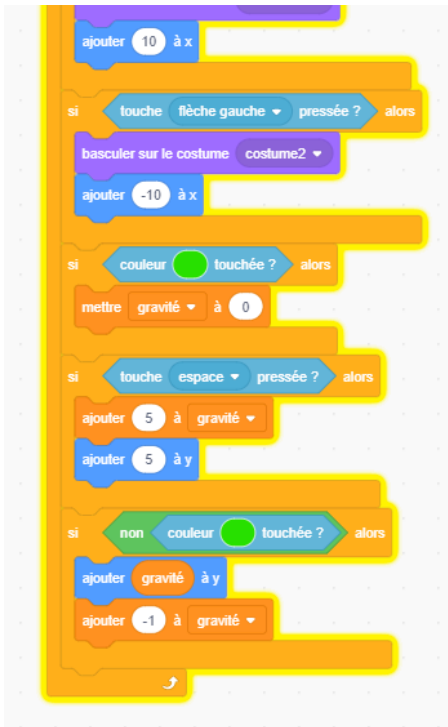 ajouter 10 à x
si touche flèche gauche pressée ? alors
basculer sur le costume costume2
ajouter -10 à x
si couleur touchée ? alors
mettre gravité à 0
si touche espace pressée ? alors
ajouter 5 à gravité
ajouter 5 à y
si non couleur touchée ? alors
ajouter gravité à y
ajouter -1 à gravité